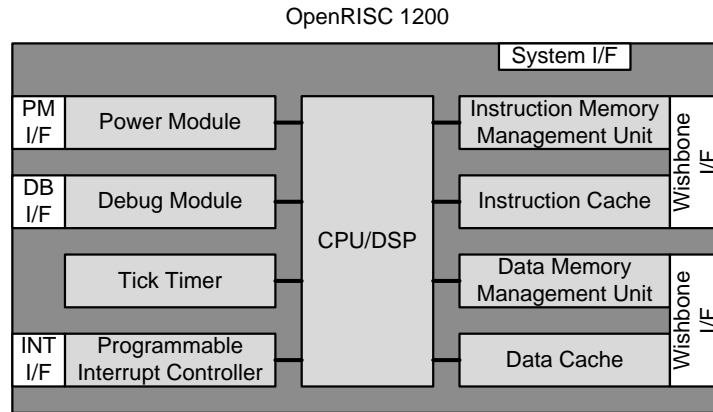 OpenRISC 1200
System I/F
PM
I/F
Power Module
DB
I/F
Debug Module
Tick Timer
INT
I/F
Programmable
Interrupt Controller
CPU/DSP
Instruction Memory
Management Unit
Instruction Cache
Wishbone
I/F
Data Memory
Management Unit
Data Cache
Wishbone
I/F